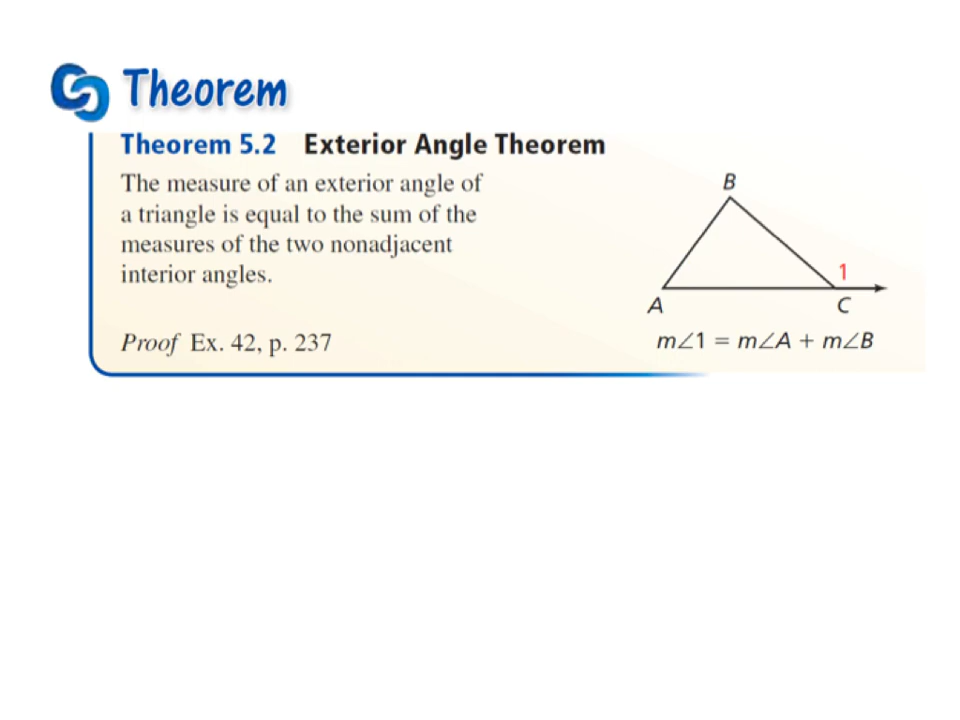 Theorem
Theorem 5.2 Exterior Angle Theorem
The measure of an exterior angle of
a triangle is equal to the sum of the
measures of the two nonadjacent
interior angles.
Proof Ex. 42, p. 237
B
1
A
C
m∠1 = m∠A + m∠B